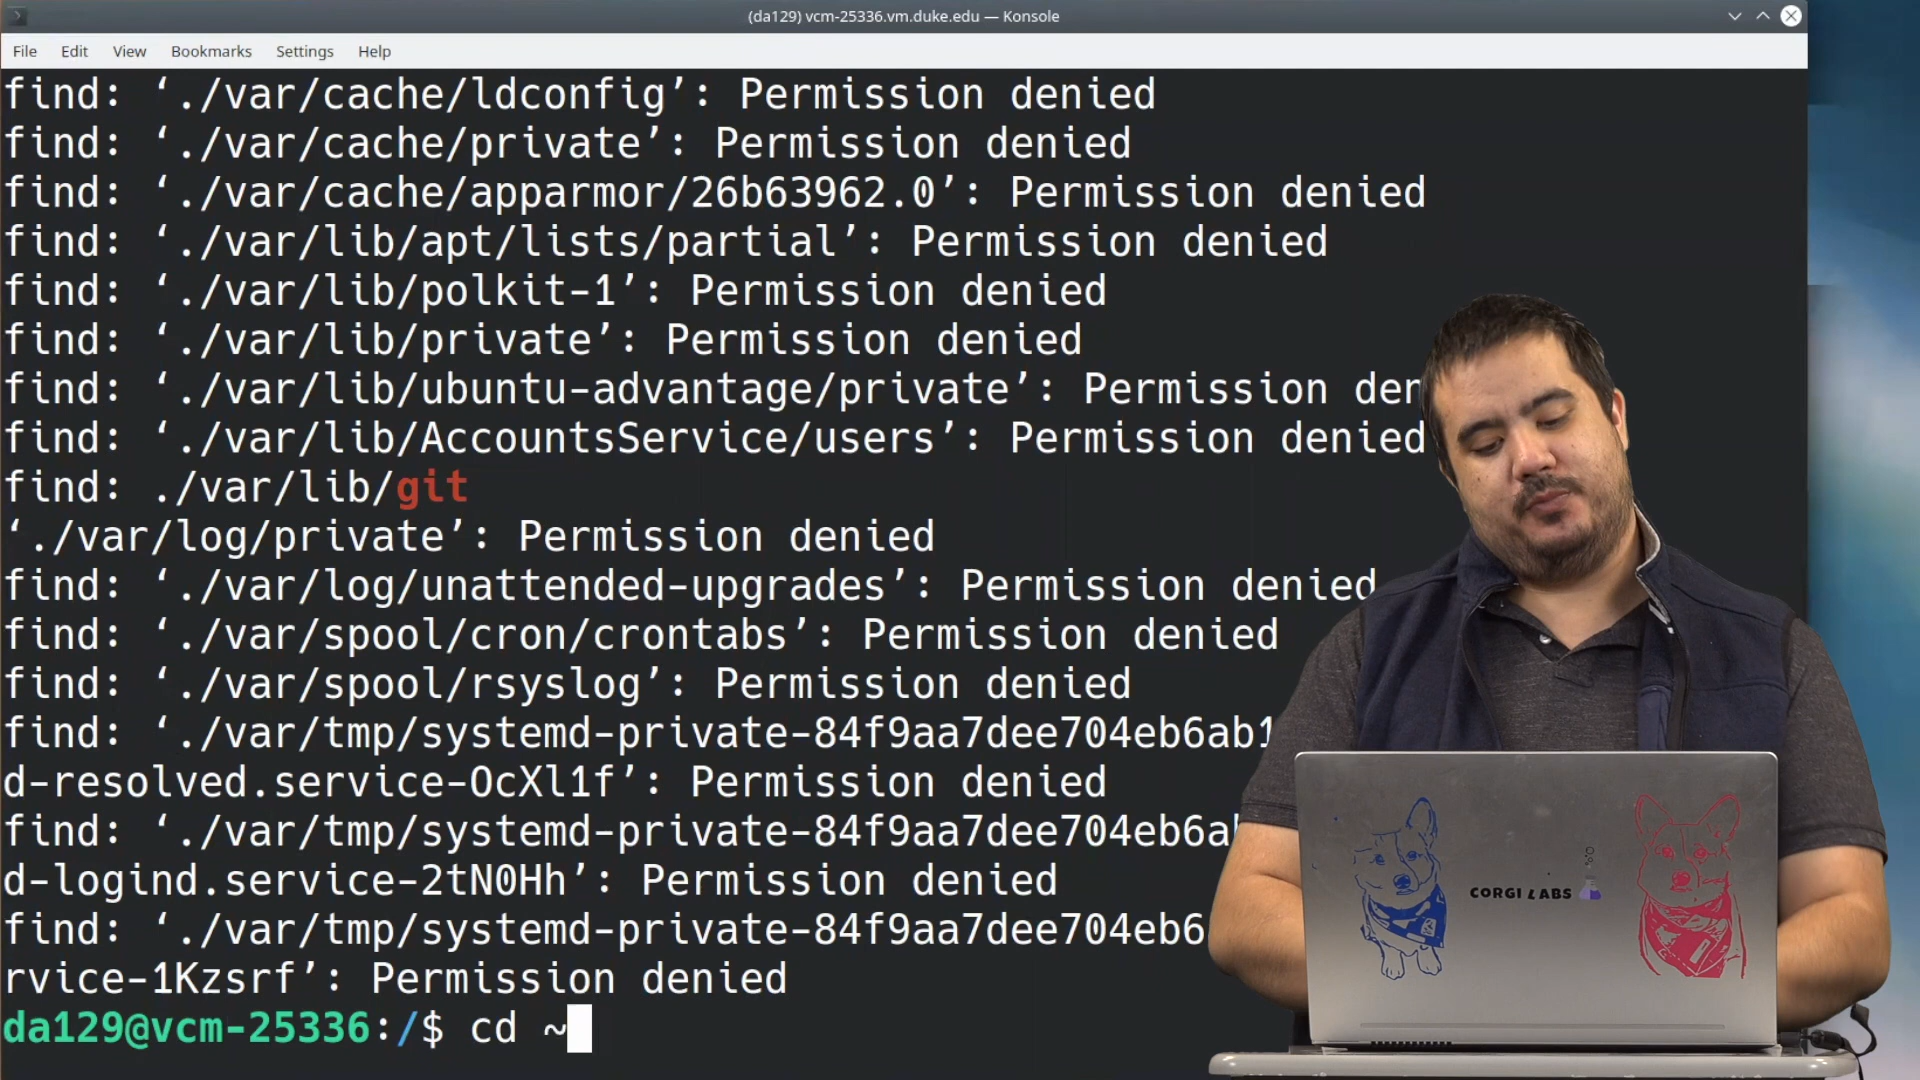 (da129) vcm-25336.vm.duke.edu — Konsole
File Edit View Bookmarks Settings Help
find: ‘./var/cache/ldconfig’: Permission denied
find: ‘./var/cache/private’: Permission denied
find: ‘./var/cache/apparmor/26b63962.0’: Permission denied
find: ‘./var/lib/apt/lists/partial’: Permission denied
find: ‘./var/lib/polkit-1’: Permission denied
find: ‘./var/lib/private’: Permission denied
find: ‘./var/lib/ubuntu-advantage/private’: Permission den
find: ‘./var/lib/AccountsService/users’: Permission denied
find: ./var/lib/git
‘./var/log/private’: Permission denied
find: ‘./var/log/unattended-upgrades’: Permission denied
find: ‘./var/spool/cron/crontabs’: Permission denied
find: ‘./var/spool/rsyslog’: Permission denied
find: ‘./var/tmp/systemd-private-84f9aa7dee704eb6ab1
d-resolved.service-OcXl1f’: Permission denied
find: ‘./var/tmp/systemd-private-84f9aa7dee704eb6a
d-logind.service-2tN0Hh’: Permission denied
find: ‘./var/tmp/systemd-private-84f9aa7dee704eb6
rvice-1Kzsrf’: Permission denied
da129@vcm-25336:/$ cd ~
CORGI LABS